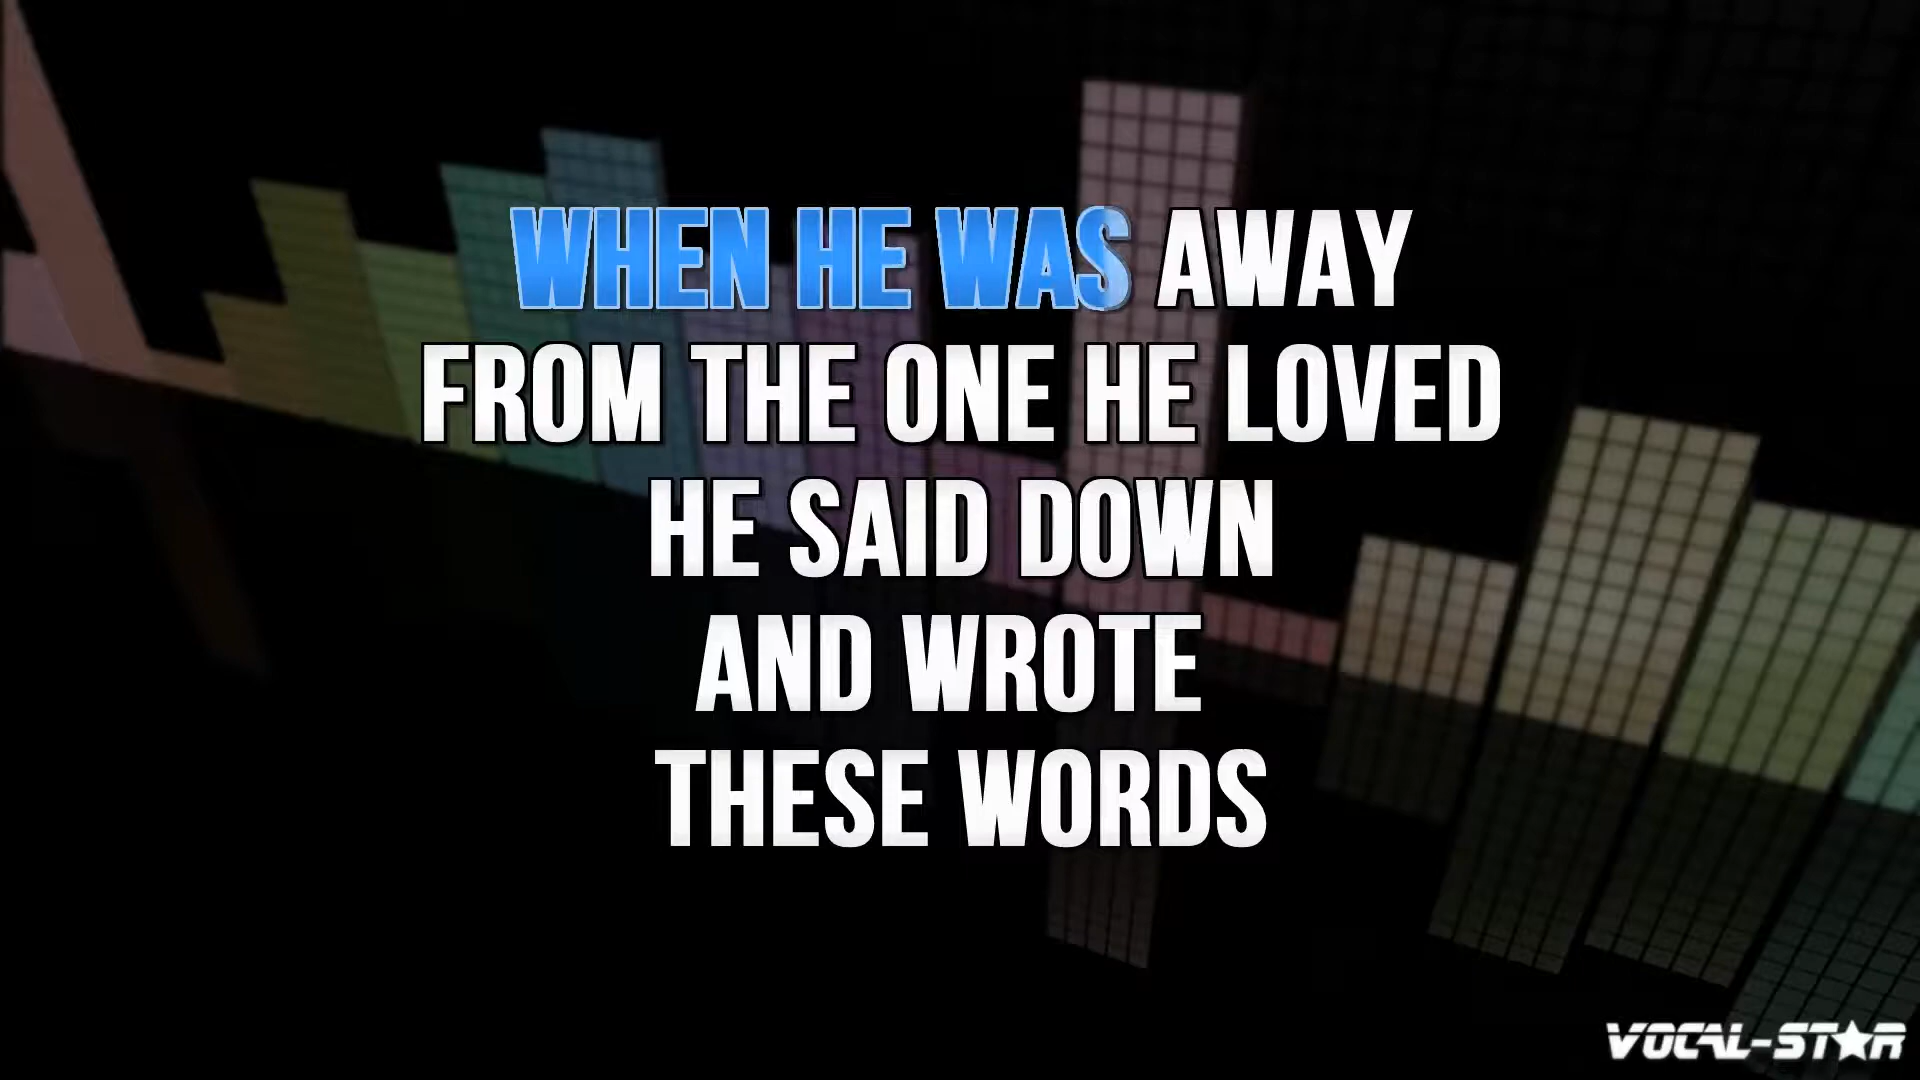 WHEN HE WAS AWAY
FROM THE ONE HE LOVED
HE SAID DOWN
AND WROTE
THESE WORDS
VOCAL-STAR